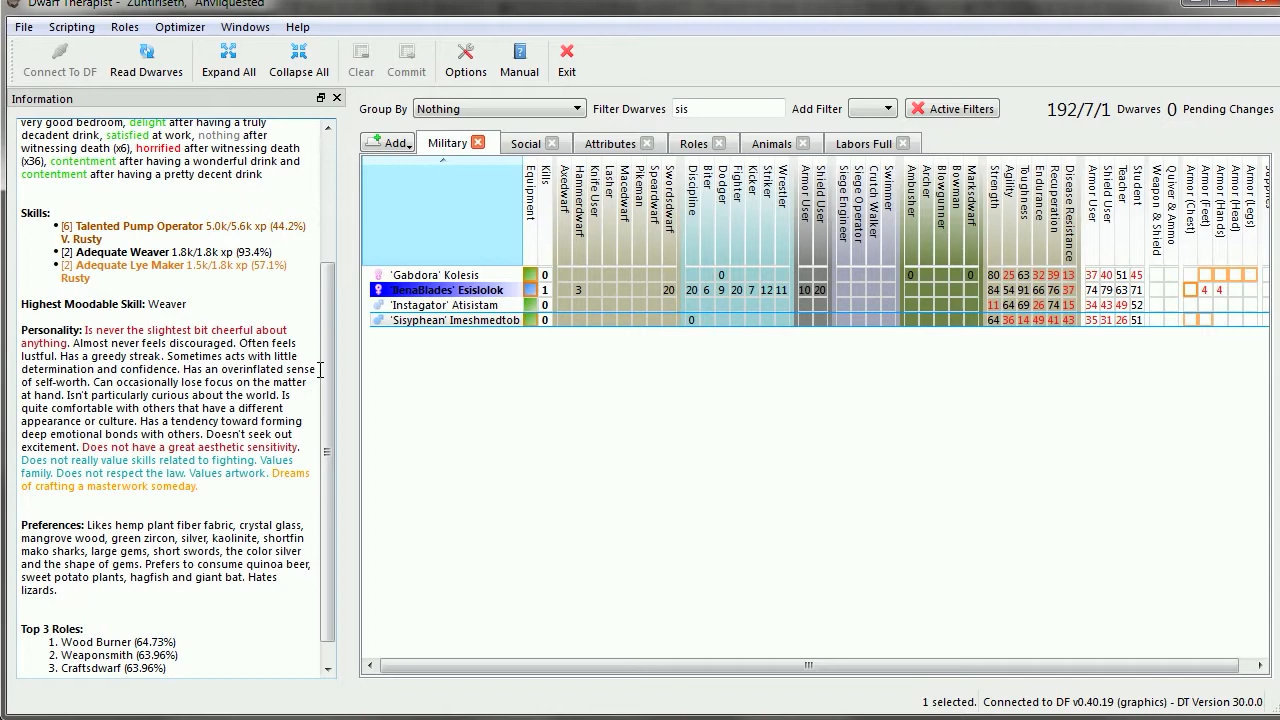 Dwarf Therapist - "Zuntîriseth", "Anvilquested"
File Scripting Roles Optimizer Windows Help
Connect To DF Read Dwarves Expand All Collapse All Clear Commit Options Manual Exit
Information
Group By Nothing Filter Dwarves sis Add Filter Active Filters 192/7/1 Dwarves 0 Pending Changes
Add Military Social Attributes Roles Animals Labors Full
very good bedroom, delight after having a truly
decadent drink, satisfied at work, nothing after
witnessing death (x6), horrified after witnessing death
(x36), contentment after having a wonderful drink and
contentment after having a pretty decent drink
Skills:
[6] Talented Pump Operator 5.0k/5.6k xp (44.2%)
V. Rusty
[2] Adequate Weaver 1.8k/1.8k xp (93.4%)
[2] Adequate Lye Maker 1.5k/1.8k xp (57.1%)
Rusty
Highest Moodable Skill: Weaver
Personality: Is never the slightest bit cheerful about
anything. Almost never feels discouraged. Often feels
lustful. Has a greedy streak. Sometimes acts with little
determination and confidence. Has an overinflated sense
of self-worth. Can occasionally lose focus on the matter
at hand. Isn't particularly curious about the world. Is
quite comfortable with others that have a different
appearance or culture. Has a tendency toward forming
deep emotional bonds with others. Doesn't seek out
excitement. Does not have a great aesthetic sensitivity.
Does not really value skills related to fighting. Values
family. Does not respect the law. Values artwork. Dreams
of crafting a masterwork someday.
Preferences: Likes hemp plant fiber fabric, crystal glass,
mangrove wood, green zircon, silver, kaolinite, shortfin
mako sharks, large gems, short swords, the color silver
and the shape of gems. Prefers to consume quinoa beer,
sweet potato plants, hagfish and giant bat. Hates
lizards.
Top 3 Roles:
1. Wood Burner (64.73%)
2. Weaponsmith (63.96%)
3. Craftsdwarf (63.96%)
Equipment
Kills
Axedwarf
Hammerdwarf
Knife User
Lasher
Macedwarf
Pikeman
Speardwarf
Swordsdwarf
Discipline
Biter
Dodger
Fighter
Kicker
Striker
Wrestler
Armor User
Shield User
Siege Engineer
Siege Operator
Crutch Walker
Swimmer
Ambusher
Archer
Blowgunner
Bowman
Marksdwarf
Strength
Agility
Toughness
Endurance
Recuperation
Disease Resistance
Armor User
Shield User
Teacher
Student
Weapon & Shield
Quiver & Ammo
Armor (Chest)
Armor (Feet)
Armor (Hands)
Armor (Head)
Armor (Legs)
'Gabdora' Kolesis 0 0 0 0 80 25 63 32 39 13 37 40 51 45
'BenaBlades' Esislolok 1 3 20 20 6 9 20 7 12 11 10 20 84 54 91 66 76 37 74 79 63 71 4 4
'Instagator' Atisistam 0 11 64 69 26 74 15 34 43 49 52
'Sisyphean' Imeshmedtob 0 0 64 36 14 49 41 43 35 31 26 51
1 selected. Connected to DF v0.40.19 (graphics) - DT Version 30.0.0